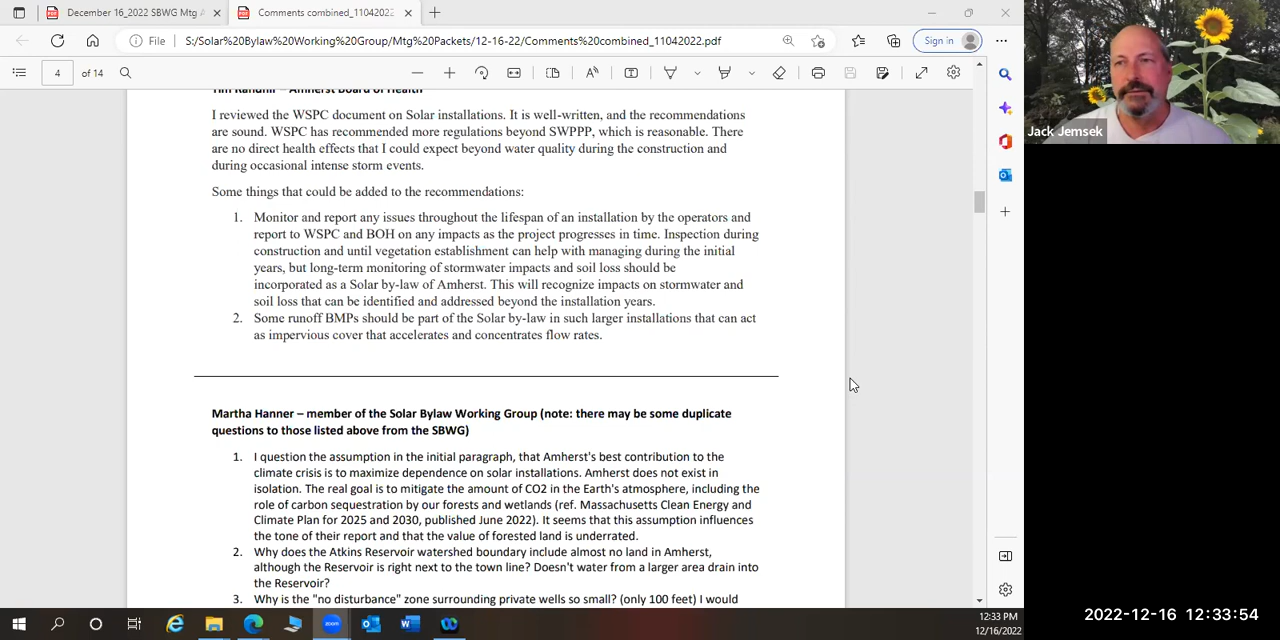 December 16_2022 SBWG Mtg A
Comments combined_11042022.
File
S:/Solar%20Bylaw%20Working%20Group/Mtg%20Packets/12-16-22/Comments%20combined_11042022.pdf
Sign in
4 of 14
Tim Randhir – Amherst Board of Health
I reviewed the WSPC document on Solar installations. It is well-written, and the recommendations
are sound. WSPC has recommended more regulations beyond SWPPP, which is reasonable. There
are no direct health effects that I could expect beyond water quality during the construction and
during occasional intense storm events.
Some things that could be added to the recommendations:
1. Monitor and report any issues throughout the lifespan of an installation by the operators and
report to WSPC and BOH on any impacts as the project progresses in time. Inspection during
construction and until vegetation establishment can help with managing during the initial
years, but long-term monitoring of stormwater impacts and soil loss should be
incorporated as a Solar by-law of Amherst. This will recognize impacts on stormwater and
soil loss that can be identified and addressed beyond the installation years.
2. Some runoff BMPs should be part of the Solar by-law in such larger installations that can act
as impervious cover that accelerates and concentrates flow rates.
Martha Hanner – member of the Solar Bylaw Working Group (note: there may be some duplicate
questions to those listed above from the SBWG)
1. I question the assumption in the initial paragraph, that Amherst's best contribution to the
climate crisis is to maximize dependence on solar installations. Amherst does not exist in
isolation. The real goal is to mitigate the amount of CO2 in the Earth's atmosphere, including the
role of carbon sequestration by our forests and wetlands (ref. Massachusetts Clean Energy and
Climate Plan for 2025 and 2030, published June 2022). It seems that this assumption influences
the tone of their report and that the value of forested land is underrated.
2. Why does the Atkins Reservoir watershed boundary include almost no land in Amherst,
although the Reservoir is right next to the town line? Doesn't water from a larger area drain into
the Reservoir?
3. Why is the "no disturbance" zone surrounding private wells so small? (only 100 feet) I would
Jack Jemsek
zoom
12:33 PM
12/16/2022
2022-12-16 12:33:54